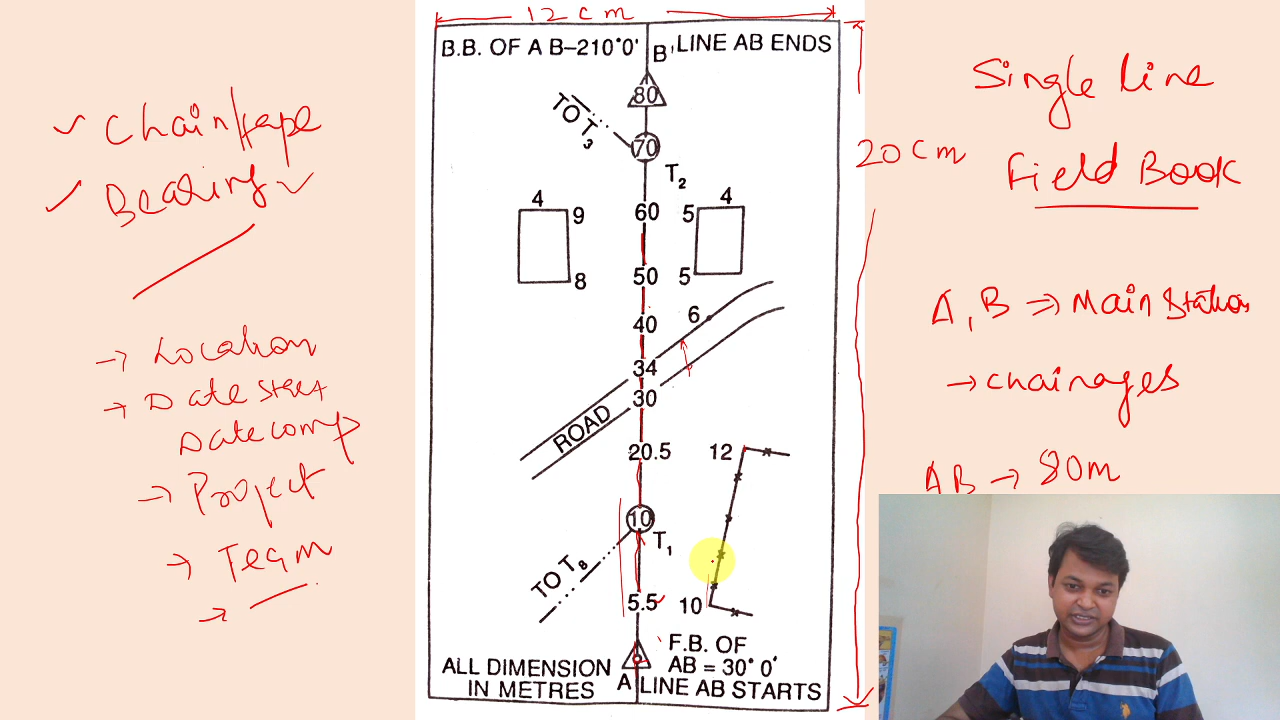 Chain/tape
Bearing
→ Location
→ Date start
Date comp
→ Project
→ Team
12 cm
B.B. OF A B–210°0'
B'
LINE AB ENDS
80
TO T3
70
T2
60
50
40
34
30
20.5
10
T1
5.5
4
9
8
4
5
5
6
ROAD
12
10
TO T8
F.B. OF
AB = 30° 0'
ALL DIMENSION
IN METRES
A
LINE AB STARTS
20 cm
Single line
Field Book
A, B ⇒ Main Stations
→ chainages
AB → 80m